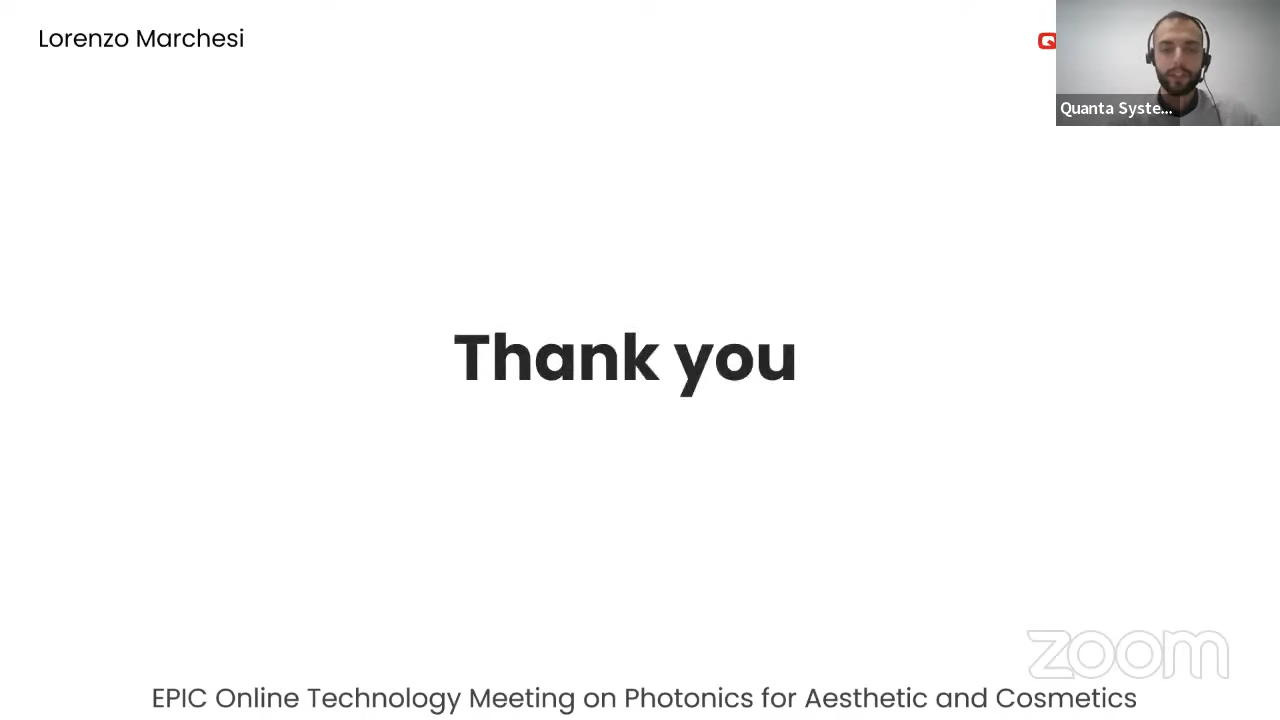 Lorenzo Marchesi
Quanta Syste...
Thank you
zoom
EPIC Online Technology Meeting on Photonics for Aesthetic and Cosmetics